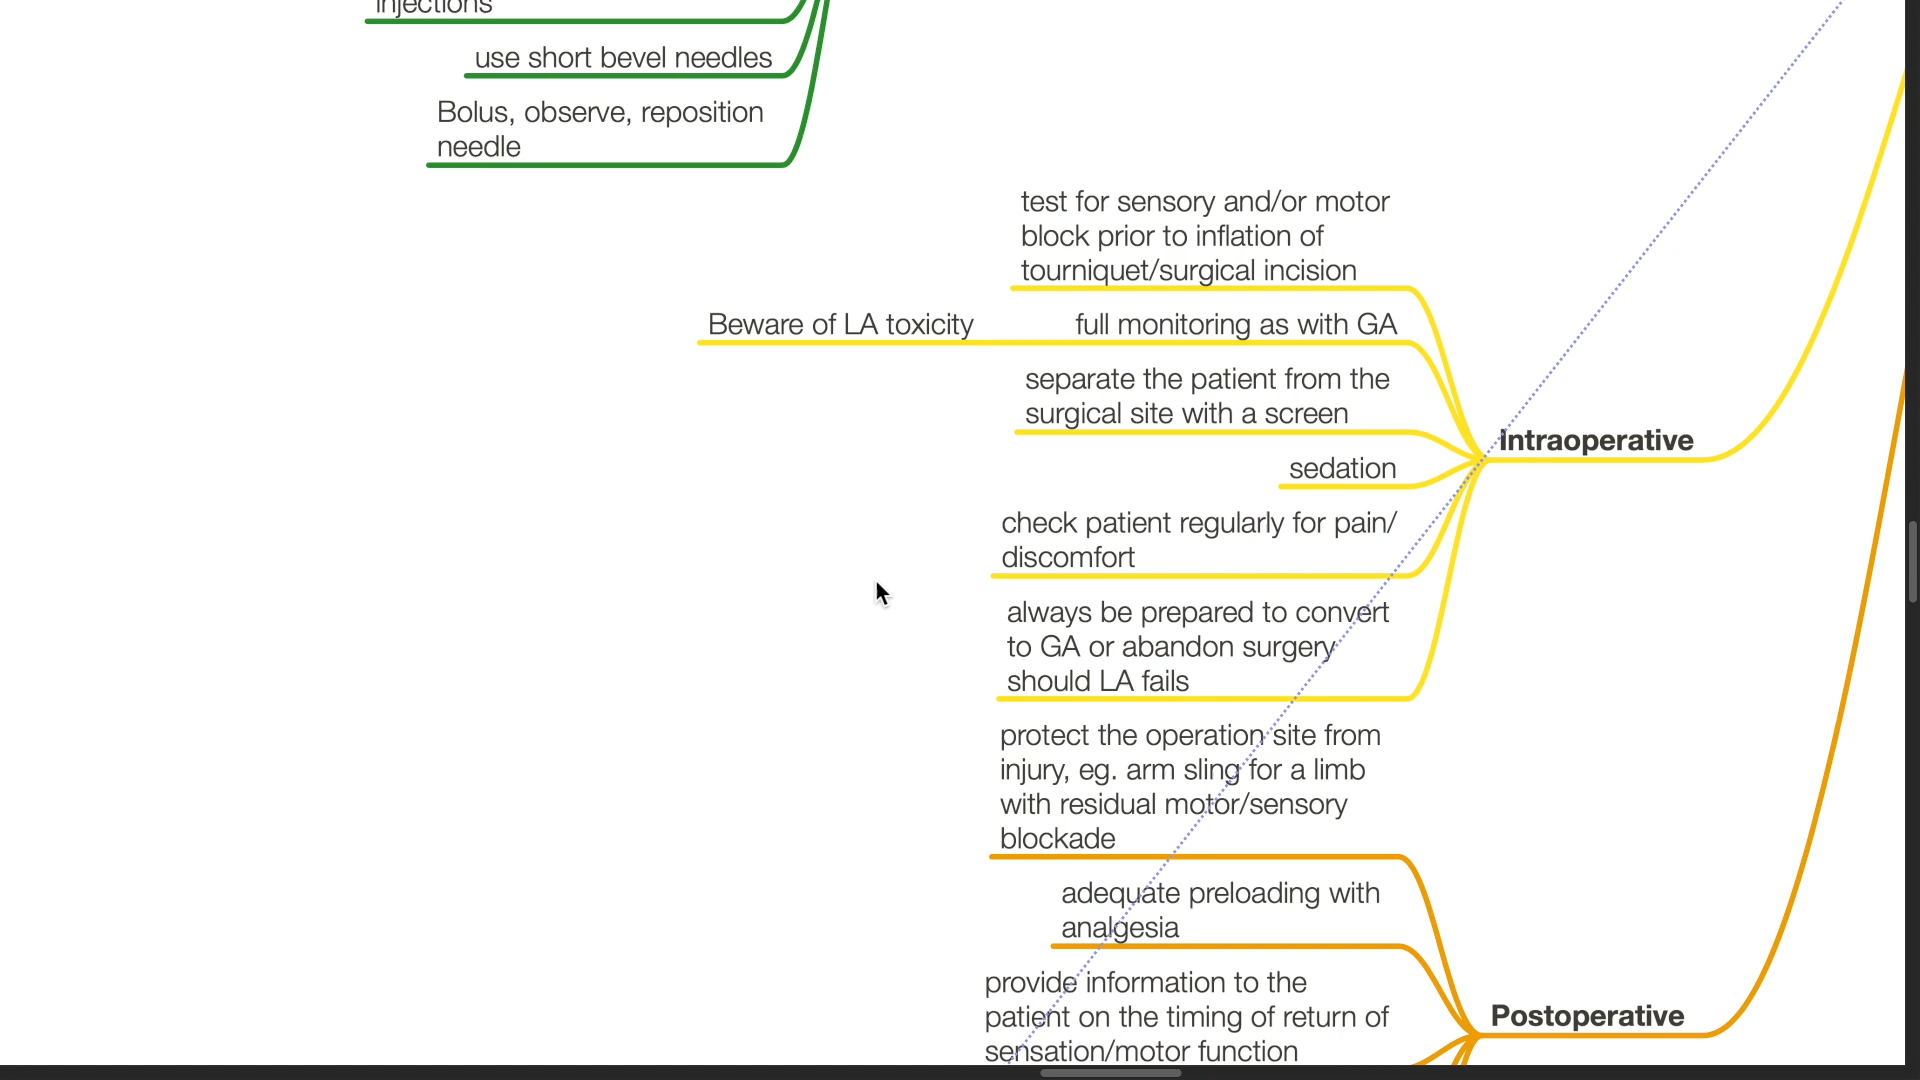 injections
use short bevel needles
Bolus, observe, reposition
needle
test for sensory and/or motor
block prior to inflation of
tourniquet/surgical incision
Beware of LA toxicity
full monitoring as with GA
separate the patient from the
surgical site with a screen
Intraoperative
sedation
check patient regularly for pain/
discomfort
always be prepared to convert
to GA or abandon surgery
should LA fails
protect the operation site from
injury, eg. arm sling for a limb
with residual motor/sensory
blockade
adequate preloading with
analgesia
provide information to the
patient on the timing of return of
sensation/motor function
Postoperative